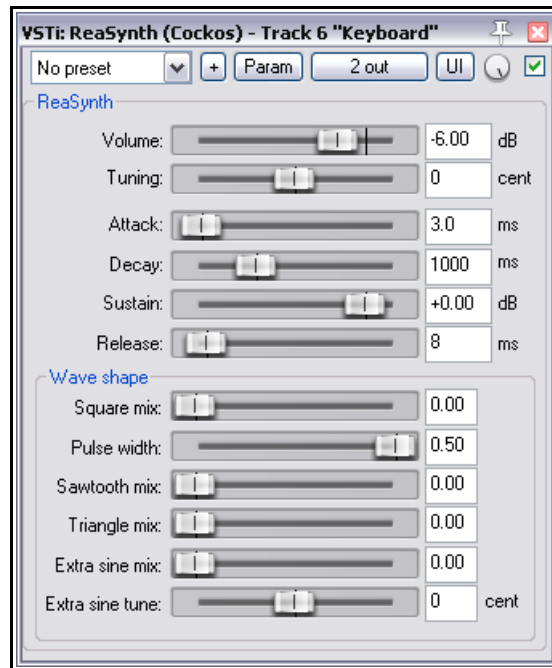 VSTi: ReaSynth (Cockos) - Track 6 "Keyboard"
No preset + Param 2 out UI
ReaSynth
Volume: -6.00 dB
Tuning: 0 cent
Attack: 3.0 ms
Decay: 1000 ms
Sustain: +0.00 dB
Release: 8 ms
Wave shape
Square mix: 0.00
Pulse width: 0.50
Sawtooth mix: 0.00
Triangle mix: 0.00
Extra sine mix: 0.00
Extra sine tune: 0 cent